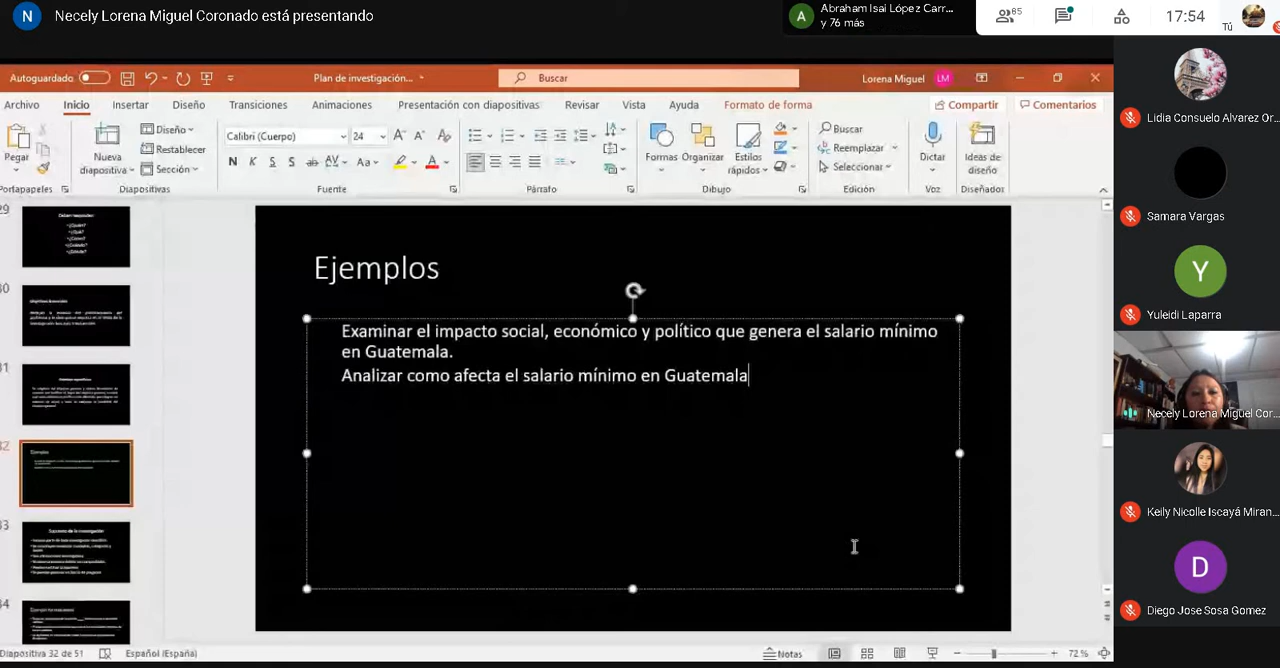 Necely Lorena Miguel Coronado está presentando
Abraham Isai López Carr...
y 76 más
85
17:54
Tú
Autoguardado
Plan de investigación...
Buscar
Lorena Miguel
LM
Archivo Inicio Insertar Diseño Transiciones Animaciones Presentación con diapositivas Revisar Vista Ayuda Formato de forma
Compartir
Comentarios
Pegar
Nueva diapositiva
Diseño
Restablecer
Sección
Calibri (Cuerpo) 24
Formas
Organizar
Estilos rápidos
Buscar
Reemplazar
Seleccionar
Dictar
Ideas de diseño
Portapapeles
Diapositivas
Fuente
Párrafo
Dibujo
Edición
Voz
Diseñador
Ejemplos
Examinar el impacto social, económico y político que genera el salario mínimo
en Guatemala.
Analizar como afecta el salario mínimo en Guatemala
Lidia Consuelo Alvarez Or...
Samara Vargas
Y
Yuleidi Laparra
Necely Lorena Miguel Cor...
Keily Nicolle Iscayá Miran...
D
Diego Jose Sosa Gomez
Diapositiva 32 de 51
Español (España)
Notas
72 %